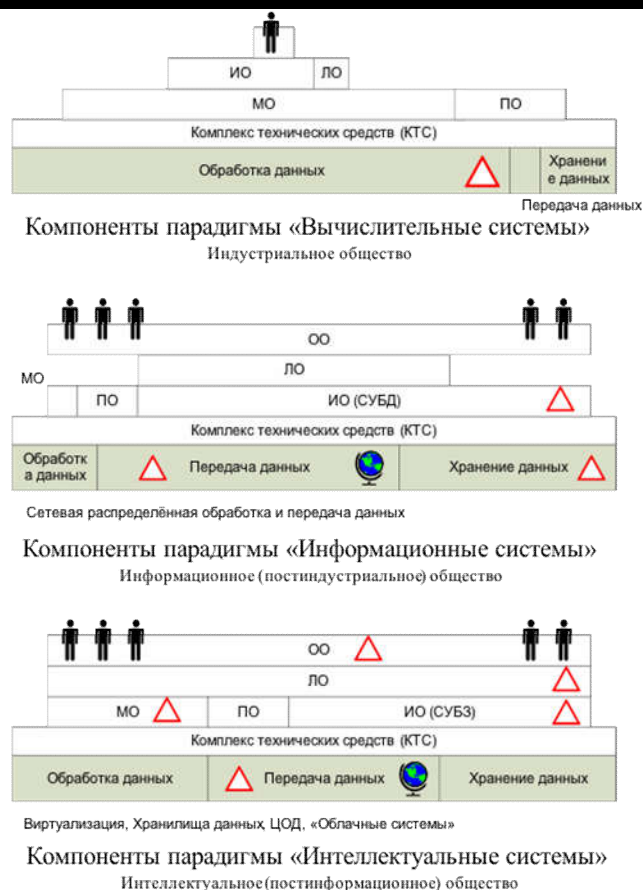 ИО ЛО
МО ПО
Комплекс технических средств (КТС)
Обработка данных Хранени
е данных
Передача данных
Компоненты парадигмы «Вычислительные системы»
Индустриальное общество
ОО
ЛО
МО
ПО ИО (СУБД)
Комплекс технических средств (КТС)
Обработк
а данных Передача данных Хранение данных
Сетевая распределённая обработка и передача данных
Компоненты парадигмы «Информационные системы»
Информационное (постиндустриальное) общество
ОО
ЛО
МО ПО ИО (СУБЗ)
Комплекс технических средств (КТС)
Обработка данных Передача данных Хранение данных
Виртуализация, Хранилища данных, ЦОД, «Облачные системы»
Компоненты парадигмы «Интеллектуальные системы»
Интеллектуальное (постинформационное) общество